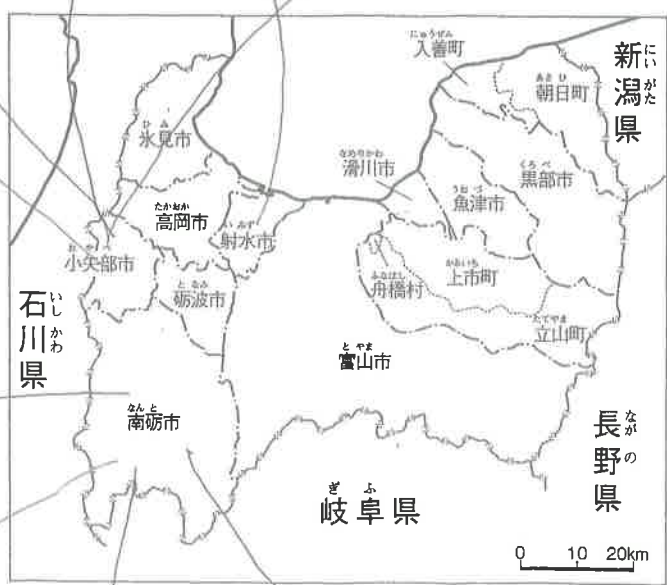 にゅうぜん
入善町
にいがた
新潟県
あさひ
朝日町
ひみ
氷見市
なめりかわ
滑川市
くろべ
黒部市
うおづ
魚津市
たかおか
高岡市
いみず
射水市
おやべ
小矢部市
となみ
砺波市
かみいち
上市町
ふなはし
舟橋村
たてやま
立山町
いしかわ
石川県
とやま
富山市
なんと
南砺市
ながの
長野県
ぎふ
岐阜県
0 10 20km